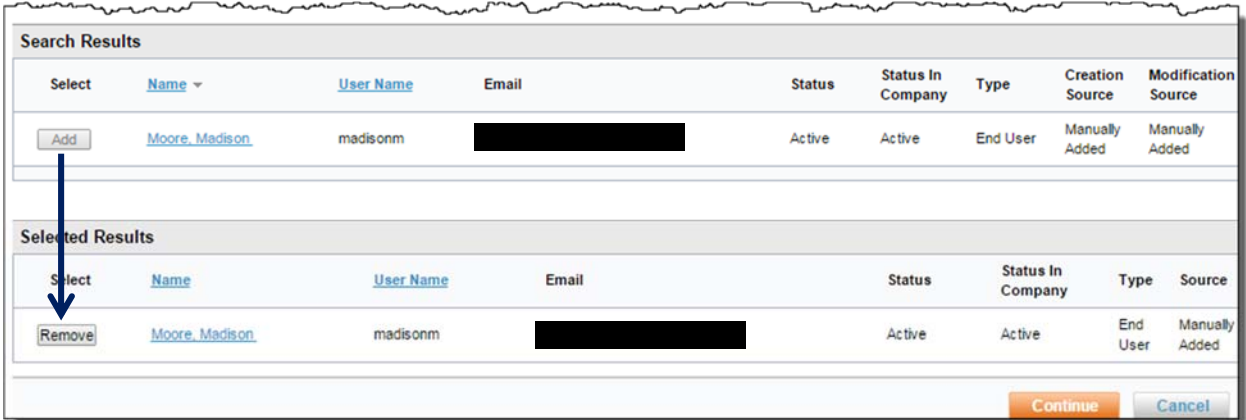 Search Results
Select Name User Name Email Status Status In Company Type Creation Source Modification Source
Add Moore, Madison madisonm Active Active End User Manually Added Manually Added
Selected Results
Select Name User Name Email Status Status In Company Type Source
Remove Moore, Madison madisonm Active Active End User Manually Added
Continue Cancel